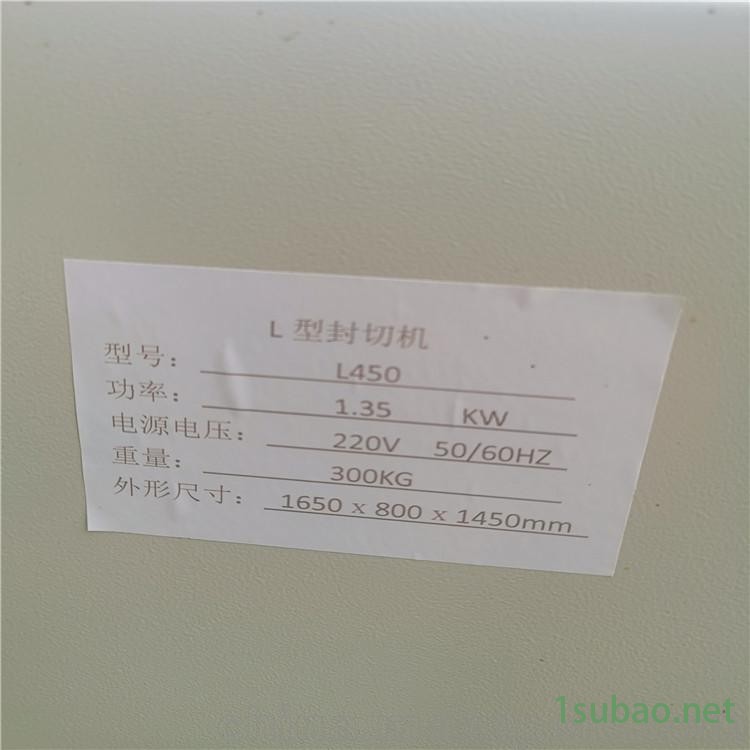 L 型封切机
型号： L450
功率： 1.35 KW
电源电压： 220V 50/60HZ
重量： 300KG
外形尺寸： 1650 x 800 x 1450mm
1subao.net